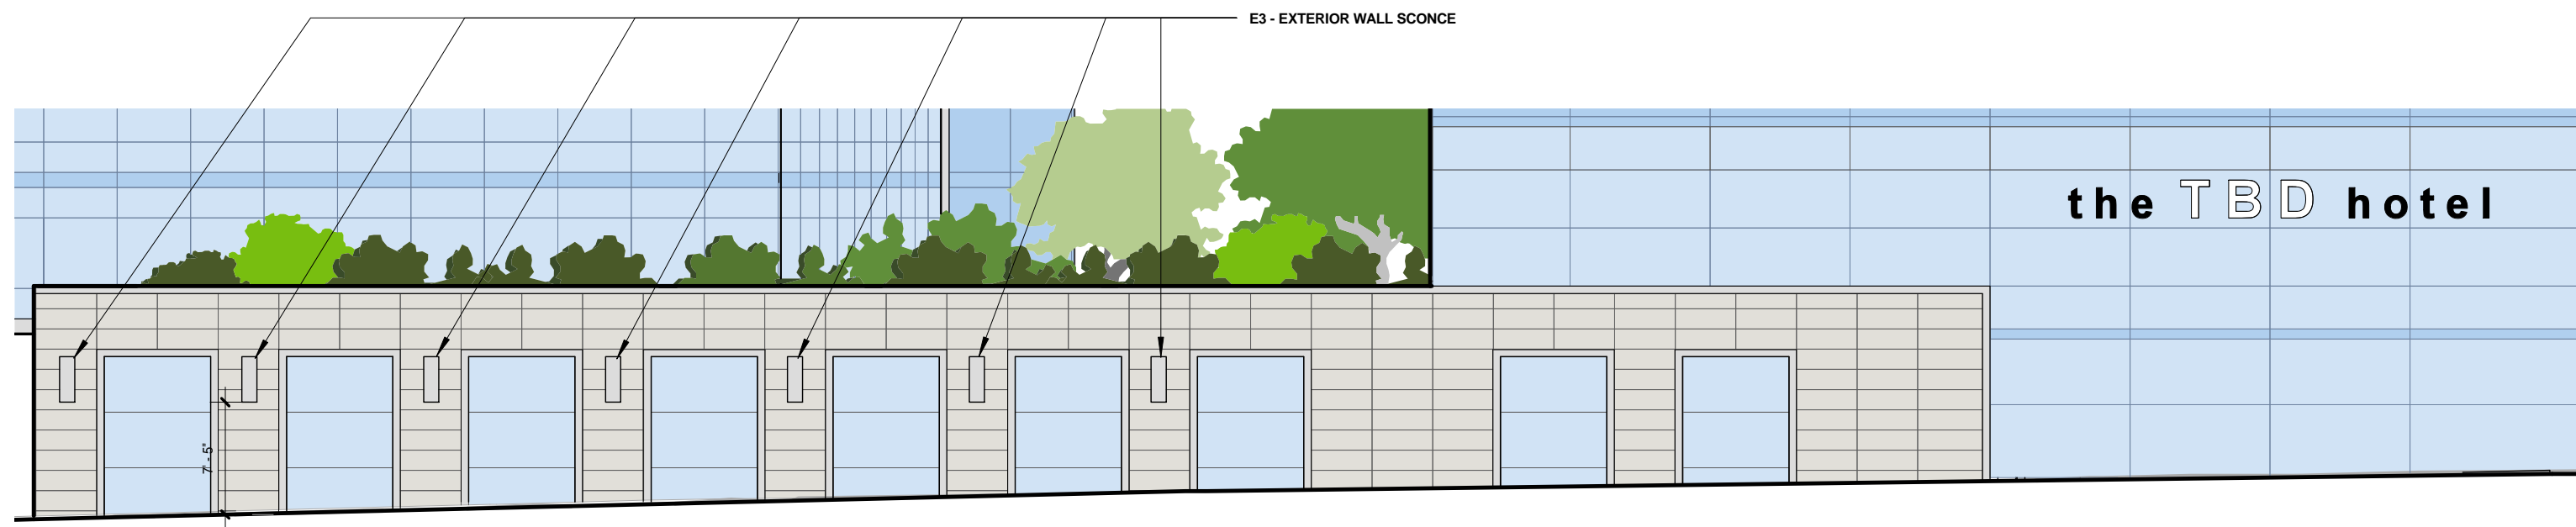 E3 - EXTERIOR WALL SCONCE
the TBD hotel
7' - 5"